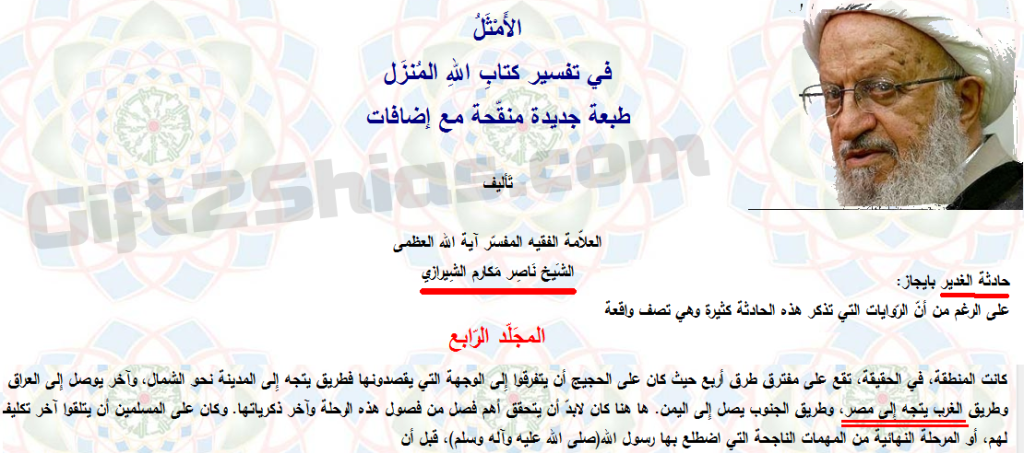 الأَمْثَلُ
في تفسير كتابِ اللهِ المُنزَل
طبعة جديدة منقّحة مع إضافات
Gift2Shias.com
تأليف
العلاّمة الفقيه المفسّر آية الله العظمى
الشّيخ نَاصِر مَكارم الشِيرازي
حادثة الغدير بايجاز:
على الرغم من أنّ الرّوايات التي تذكر هذه الحادثة كثيرة وهي تصف واقعة
المجَلّد الرّابع
كانت المنطقة، في الحقيقة، تقع على مفترق طرق أربع حيث كان على الحجيج أن يتفرقوا إلى الوجهة التي يقصدونها فطريق يتجه إلى المدينة نحو الشمال، وآخر يوصل إلى العراق
وطريق الغرب يتجه إلى مصر، وطريق الجنوب يصل إلى اليمن. ها هنا كان لابدّ أن يتحقق أهم فصل من فصول هذه الرحلة وآخر ذكرياتها. وكان على المسلمين أن يتلقوا آخر تكليف
لهم، أو المرحلة النهائية من المهمات الناجحة التي اضطلع بها رسول الله(صلى الله عليه وآله وسلم)، قبل أن